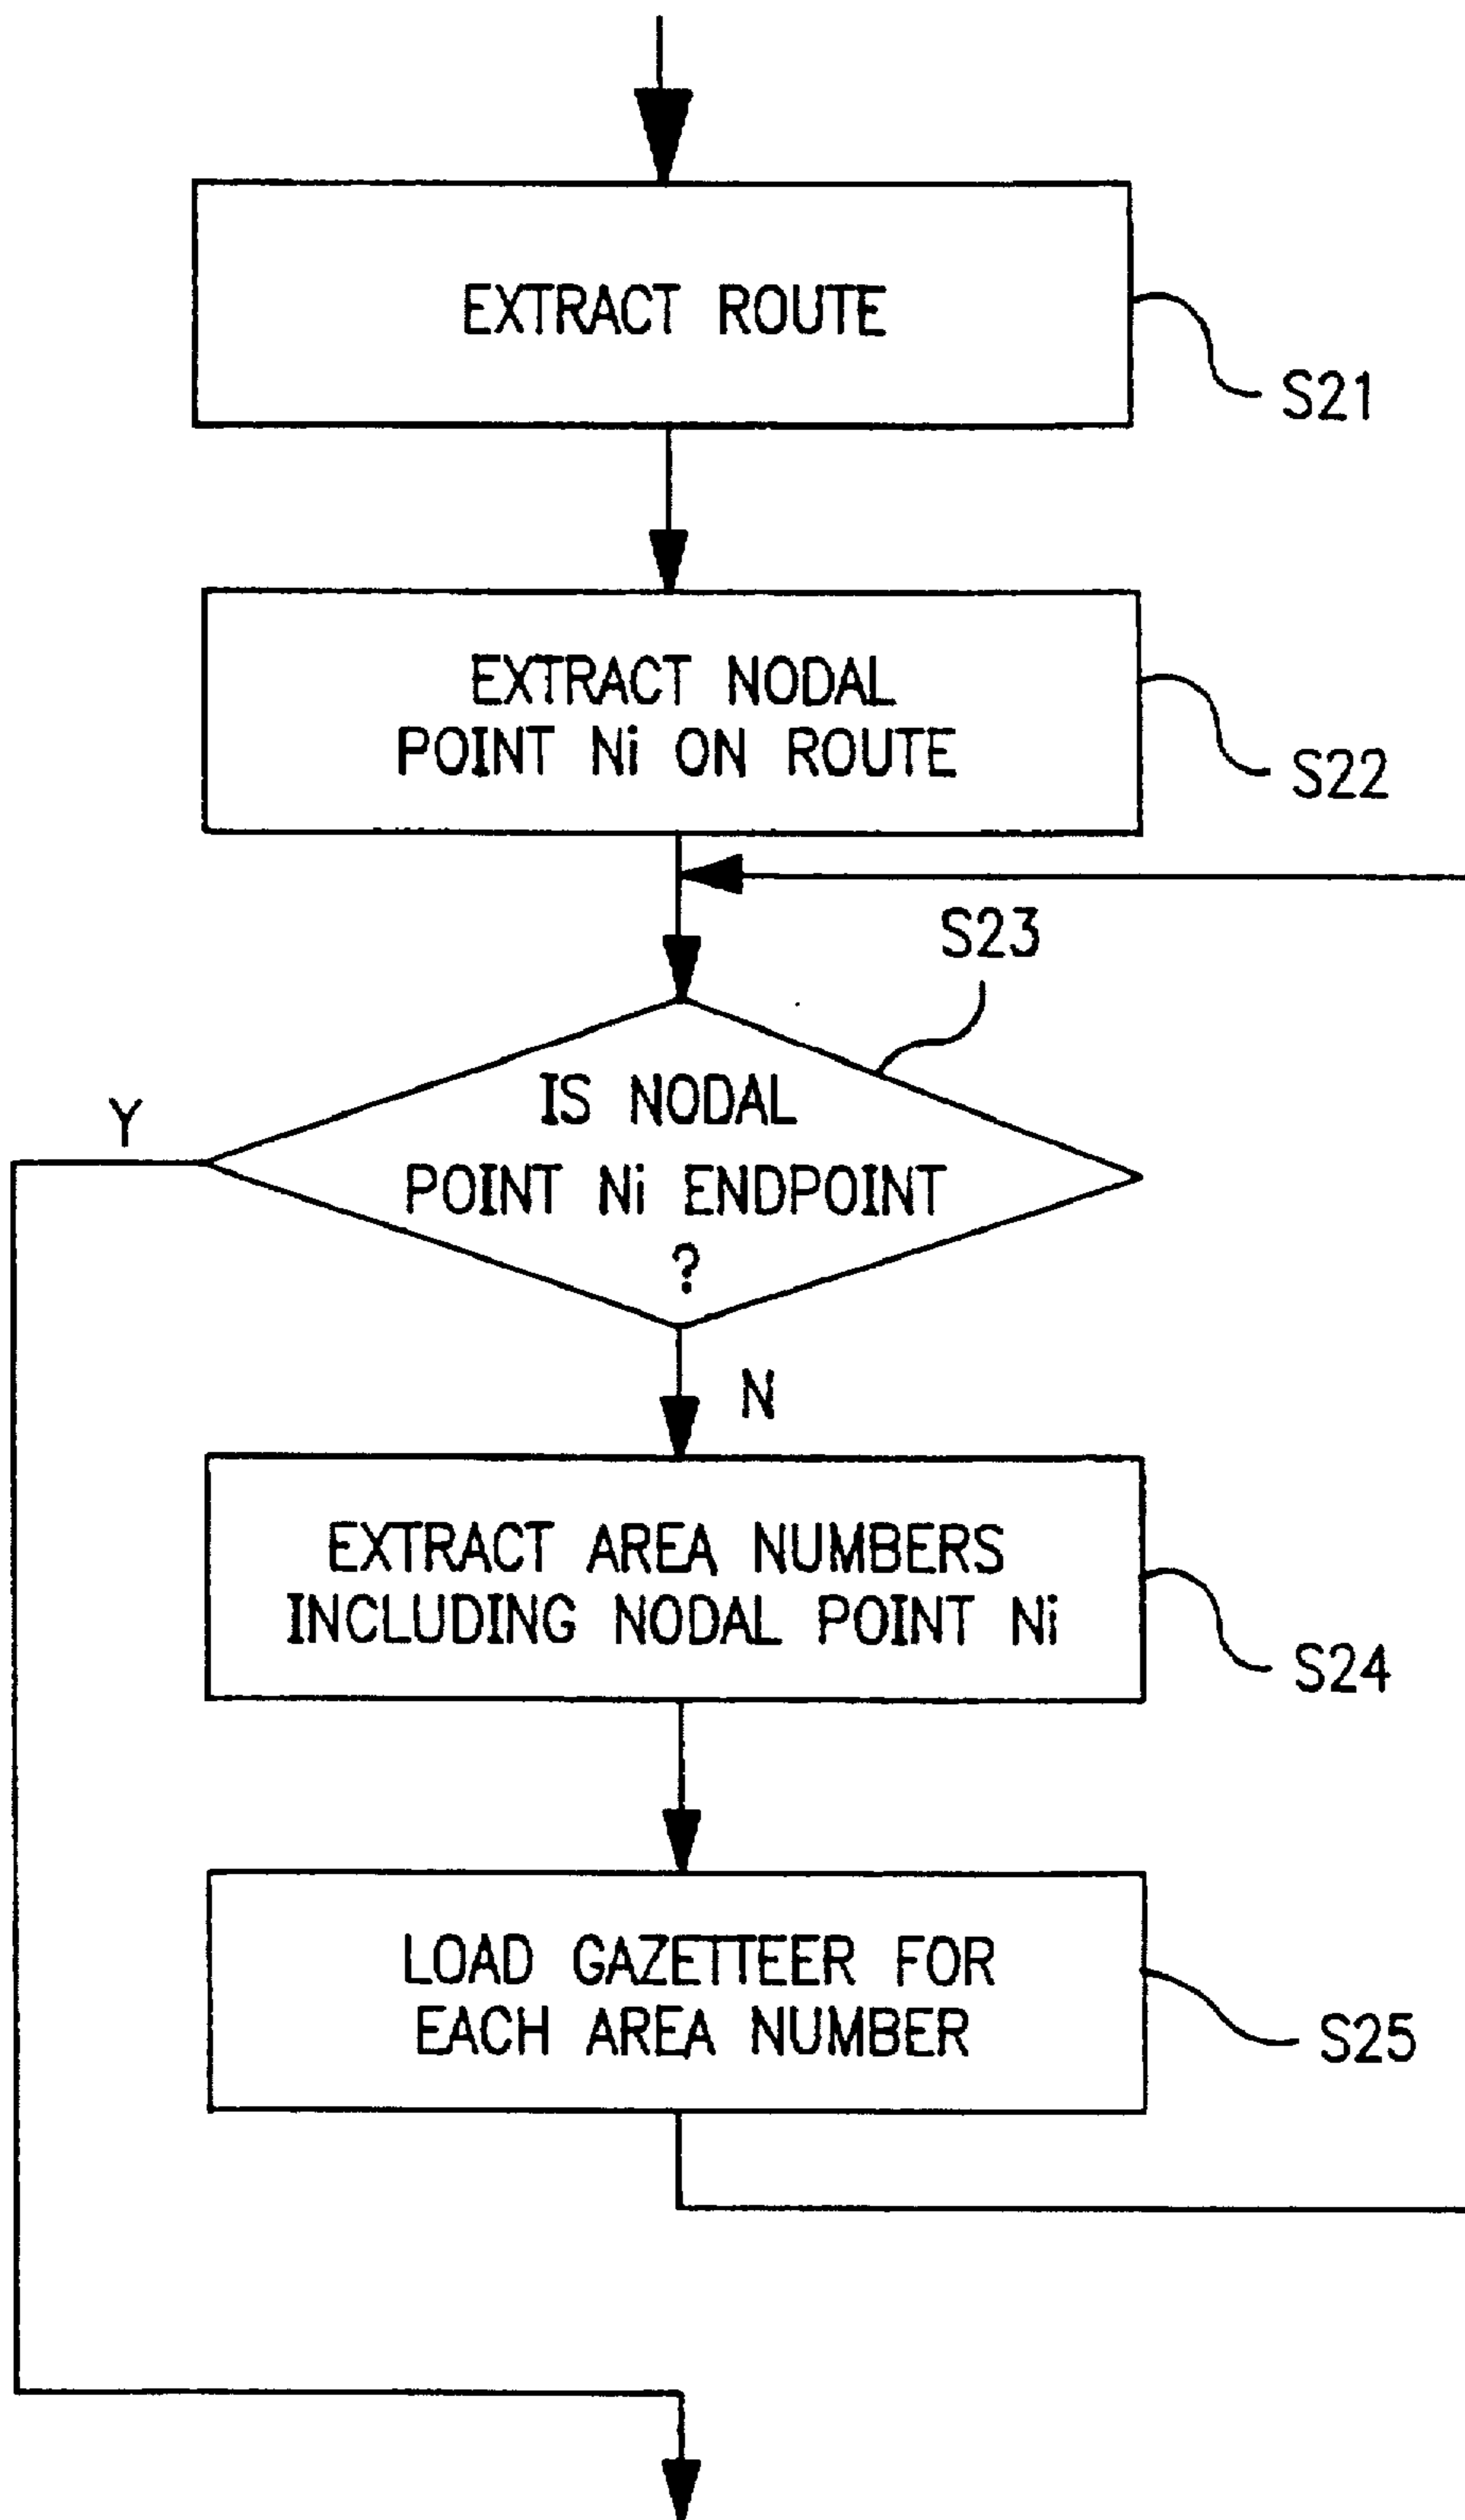 EXTRACT ROUTE
S21
EXTRACT NODAL
POINT Ni ON ROUTE
S22
S23
IS NODAL
POINT Ni ENDPOINT
?
Y
N
EXTRACT AREA NUMBERS
INCLUDING NODAL POINT Ni
S24
LOAD GAZETTEER FOR
EACH AREA NUMBER
S25